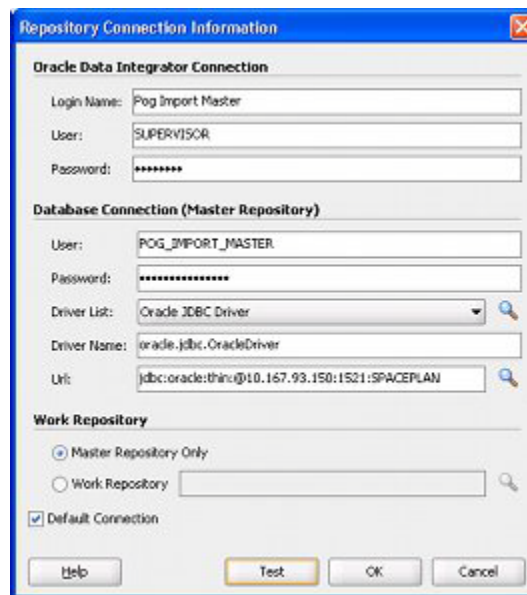 Repository Connection Information
Oracle Data Integrator Connection
Login Name: Pog Import Master
User: SUPERVISOR
Password: ••••••••
Database Connection (Master Repository)
User: POG_IMPORT_MASTER
Password: •••••••••••••••
Driver List: Oracle JDBC Driver
Driver Name: oracle.jdbc.OracleDriver
Url: jdbc:oracle:thin:@10.167.93.150:1521:SPACEPLAN
Work Repository
Master Repository Only
Work Repository
Default Connection
Help Test OK Cancel